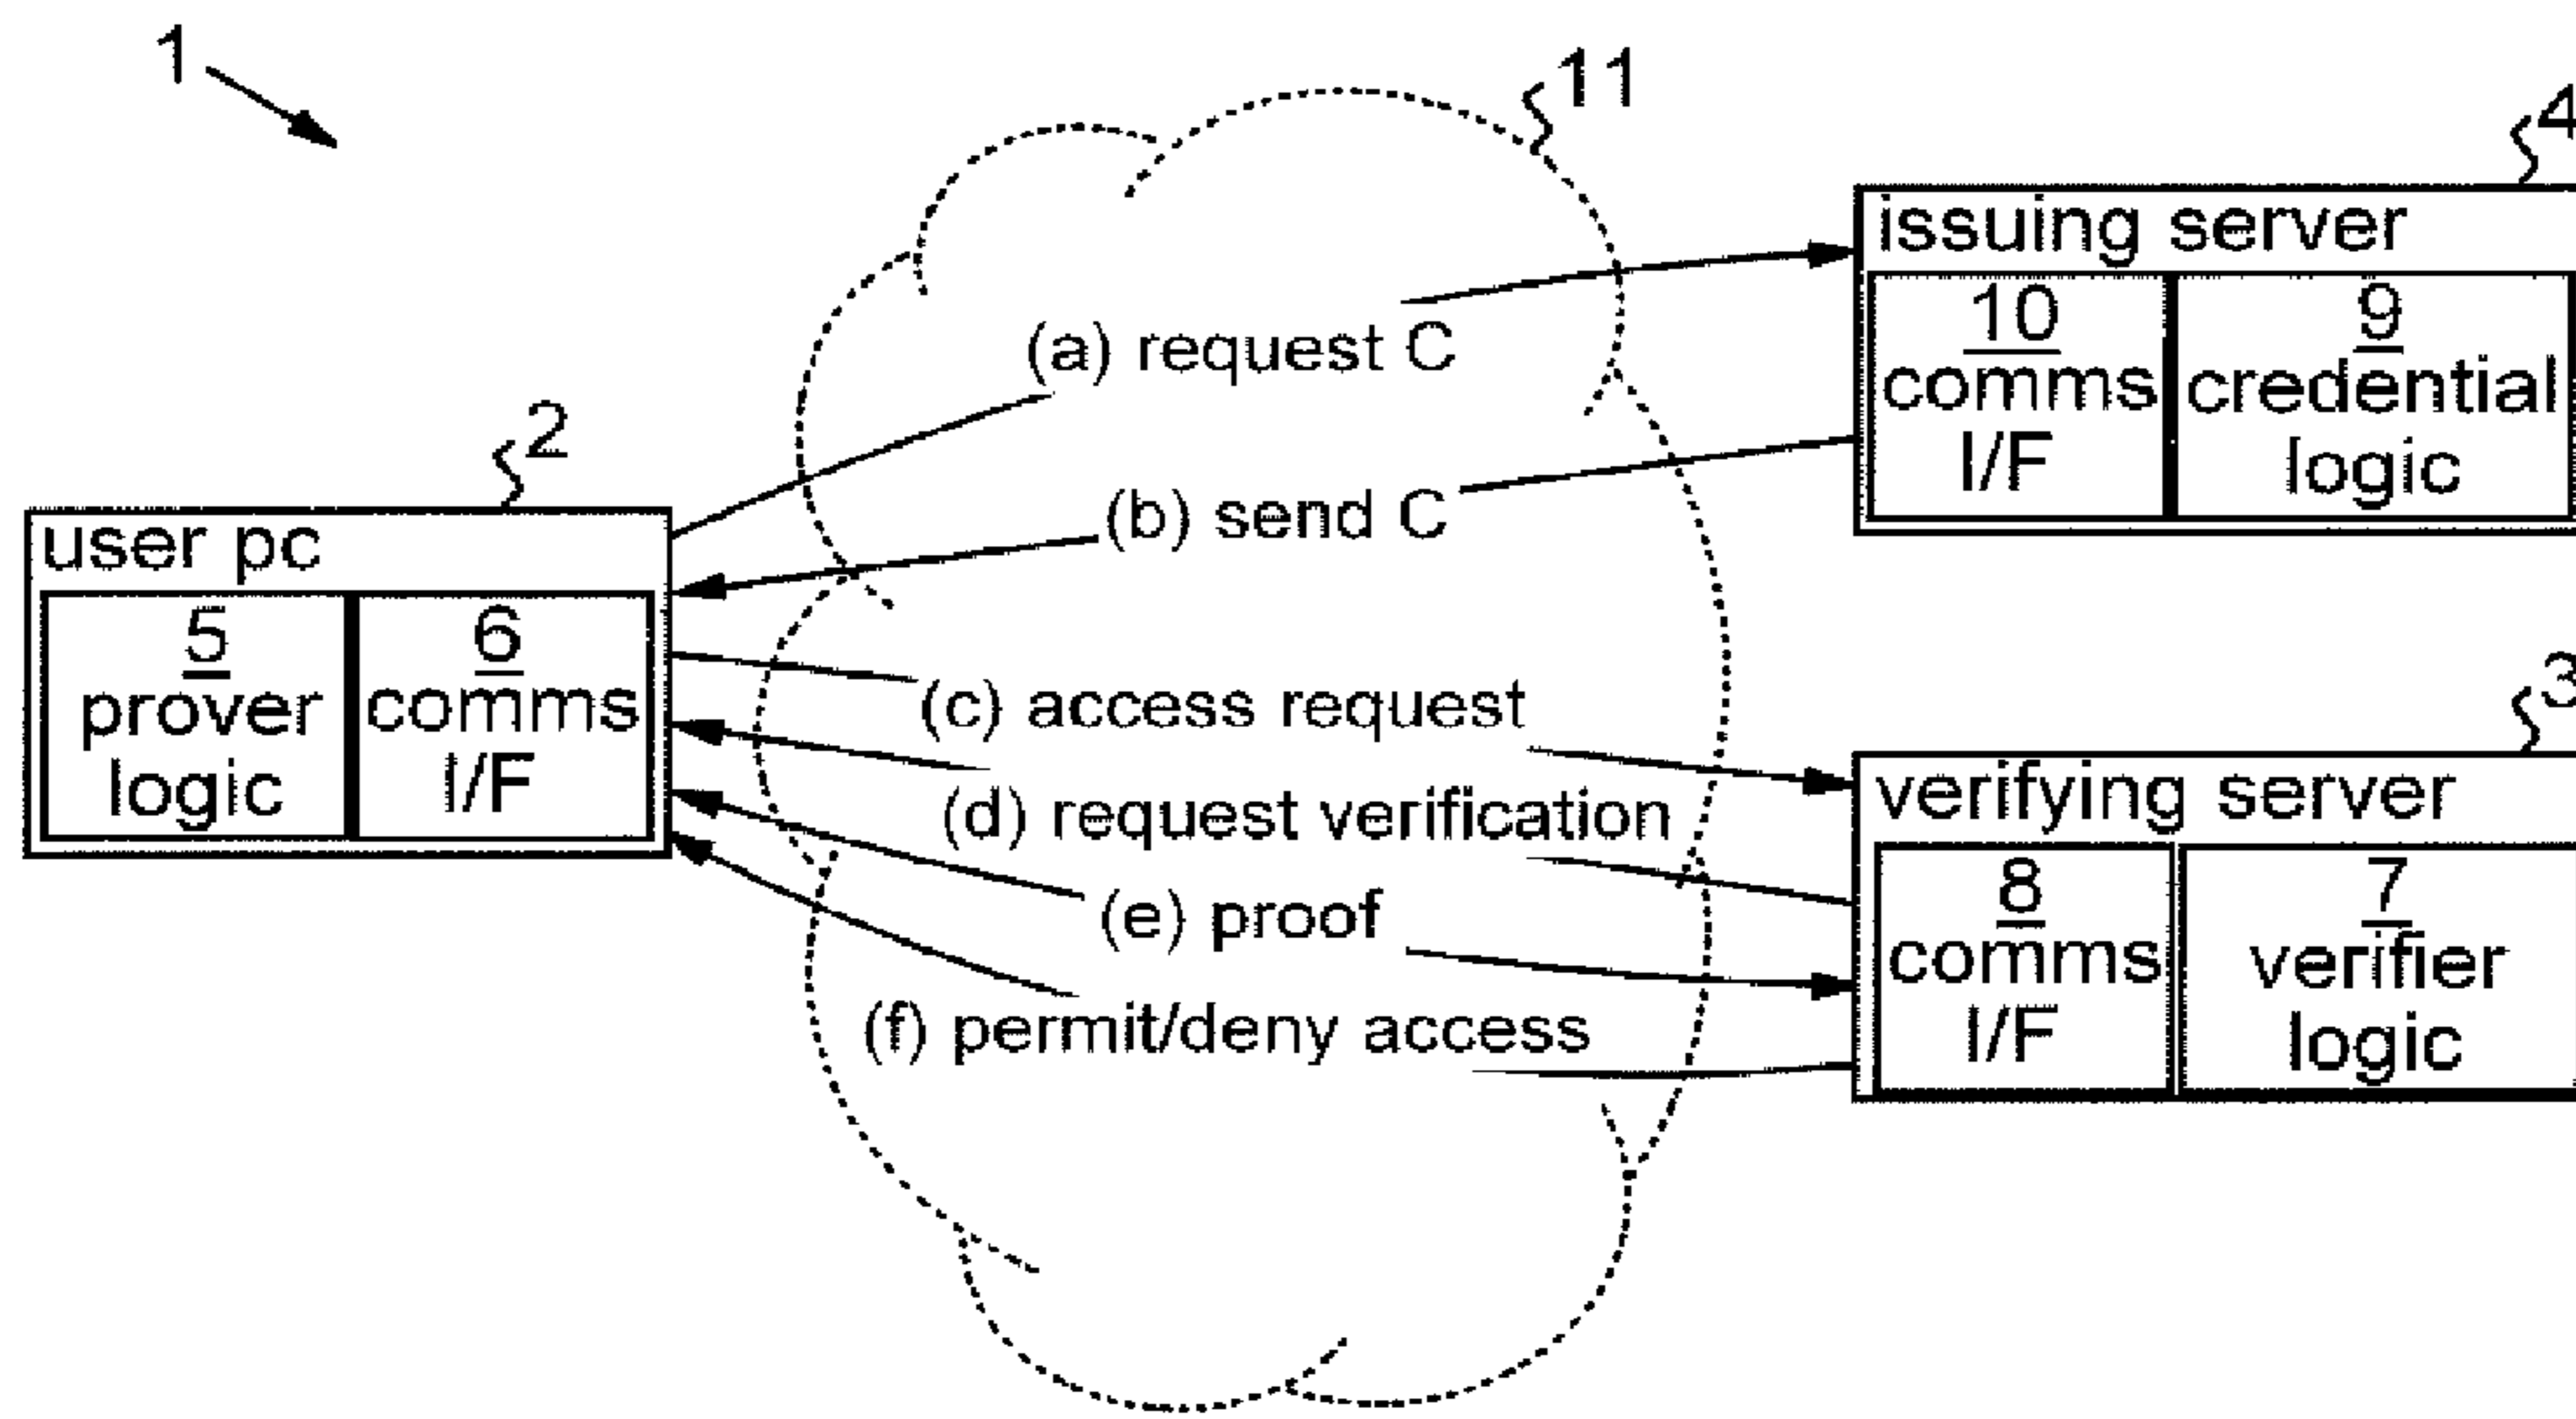 1
11
4
issuing server
10
comms
I/F
9
credential
logic
(a) request C
(b) send C
2
user pc
5
prover
logic
6
comms
I/F
(c) access request
(d) request verification
(e) proof
(f) permit/deny access
3
verifying server
8
comms
I/F
7
verifier
logic